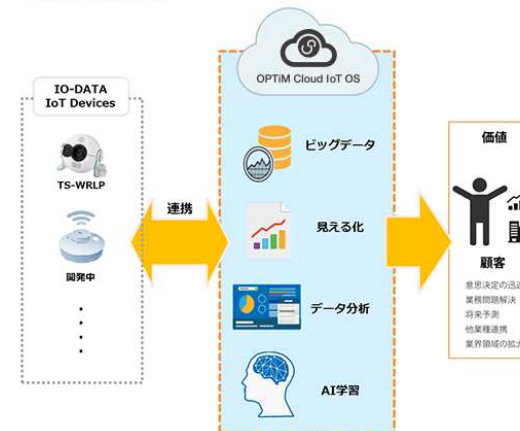 IO-DATA
IoT Devices
TS-WRLP
開発中
連携
OPTiM Cloud IoT OS
ビッグデータ
見える化
データ分析
AI学習
価値
顧客
意思決定の迅速
業務問題解決
将来予測
他業種連携
業界領域の拡大